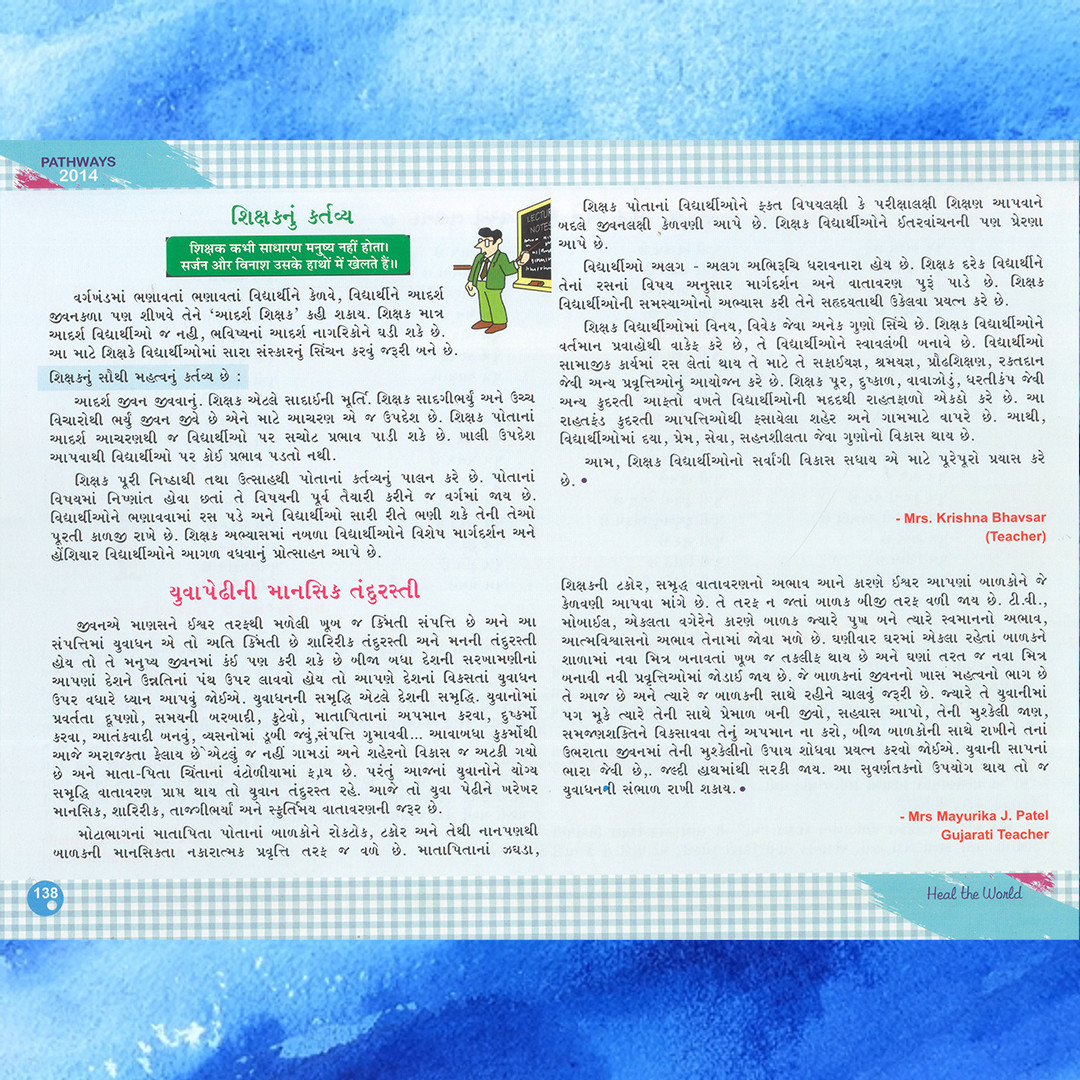 PATHWAYS
2014
શિક્ષકનું કર્તવ્ય
शिक्षक कभी साधारण मनुष्य नहीं होता।
सर्जन और विनाश उसके हाथों में खेलते हैं॥
LECTURE
NOTES
વર્ગખંડમાં ભણાવતાં ભણાવતાં વિદ્યાર્થીને કેળવે, વિદ્યાર્થીને આદર્શ
જીવનકળા પણ શીખવે તેને ‘આદર્શ શિક્ષક’ કહી શકાય. શિક્ષક માત્ર
આદર્શ વિદ્યાર્થીઓ જ નહી, ભવિષ્યનાં આદર્શ નાગરિકોને ઘડી શકે છે.
આ માટે શિક્ષકે વિદ્યાર્થીઓમાં સારા સંસ્કારનું સિંચન કરવું જરૂરી બને છે.
શિક્ષકનું સૌથી મહત્વનું કર્તવ્ય છે :
આદર્શ જીવન જીવવાનું. શિક્ષક એટલે સાદાઈની મૂર્તિ. શિક્ષક સાદગીભર્યું અને ઉચ્ચ
વિચારોથી ભર્યું જીવન જીવે છે એને માટે આચરણ એ જ ઉપદેશ છે. શિક્ષક પોતાનાં
આદર્શ આચરણથી જ વિદ્યાર્થીઓ પર સચોટ પ્રભાવ પાડી શકે છે. ખાલી ઉપદેશ
આપવાથી વિદ્યાર્થીઓ પર કોઈ પ્રભાવ પડતો નથી.
શિક્ષક પૂરી નિષ્ઠાથી તથા ઉત્સાહથી પોતાનાં કર્તવ્યનું પાલન કરે છે. પોતાનાં
વિષયમાં નિષ્ણાંત હોવા છતાં તે વિષયની પૂર્વ તૈયારી કરીને જ વર્ગમાં જાય છે.
વિદ્યાર્થીઓને ભણાવવામાં રસ પડે અને વિદ્યાર્થીઓ સારી રીતે ભણી શકે તેની તેઓ
પૂરતી કાળજી રાખે છે. શિક્ષક અભ્યાસમાં નબળા વિદ્યાર્થીઓને વિશેષ માર્ગદર્શન અને
હોંશિયાર વિદ્યાર્થીઓને આગળ વધવાનું પ્રોત્સાહન આપે છે.
શિક્ષક પોતાનાં વિદ્યાર્થીઓને ફક્ત વિષયલક્ષી કે પરીક્ષાલક્ષી શિક્ષણ આપવાને
બદલે જીવનલક્ષી કેળવણી આપે છે. શિક્ષક વિદ્યાર્થીઓને ઈતરવાંચનની પણ પ્રેરણા
આપે છે.
વિદ્યાર્થીઓ અલગ - અલગ અભિરૂચિ ધરાવનારા હોય છે. શિક્ષક દરેક વિદ્યાર્થીને
તેનાં રસનાં વિષય અનુસાર માર્ગદર્શન અને વાતાવરણ પુરૂં પાડે છે. શિક્ષક
વિદ્યાર્થીઓની સમસ્યાઓનો અભ્યાસ કરી તેને સહૃદયતાથી ઉકેલવા પ્રયત્ન કરે છે.
શિક્ષક વિદ્યાર્થીઓમાં વિનય, વિવેક જેવા અનેક ગુણો સિંચે છે. શિક્ષક વિદ્યાર્થીઓને
વર્તમાન પ્રવાહોથી વાકેફ કરે છે, તે વિદ્યાર્થીઓને સ્વાવલંબી બનાવે છે. વિદ્યાર્થીઓ
સામાજીક કાર્યમાં રસ લેતાં થાય તે માટે તે સફાઈયજ્ઞ, શ્રમયજ્ઞ, પ્રૌઢશિક્ષણ, રક્તદાન
જેવી અન્ય પ્રવૃત્તિઓનું આયોજન કરે છે. શિક્ષક પૂર, દુષ્કાળ, વાવાઝોડું, ધરતીકંપ જેવી
અન્ય કુદરતી આફતો વખતે વિદ્યાર્થીઓની મદદથી રાહતફાળો એકઠો કરે છે. આ
રાહતફંડ કુદરતી આપત્તિઓથી ફસાયેલા શહેર અને ગામમાટે વાપરે છે. આથી,
વિદ્યાર્થીઓમાં દયા, પ્રેમ, સેવા, સહનશીલતા જેવા ગુણોનો વિકાસ થાય છે.
આમ, શિક્ષક વિદ્યાર્થીઓનો સર્વાંગી વિકાસ સધાય એ માટે પૂરેપૂરો પ્રયાસ કરે
છે. •
- Mrs. Krishna Bhavsar
(Teacher)
યુવાપેઢીની માનસિક તંદુરસ્તી
જીવનએ માણસને ઈશ્વર તરફથી મળેલી ખૂબ જ કિંમતી સંપત્તિ છે અને આ
સંપત્તિમાં યુવાધન એ તો અતિ કિંમતી છે શારિરીક તંદુરસ્તી અને મનની તંદુરસ્તી
હોય તો તે મનુષ્ય જીવનમાં કંઈ પણ કરી શકે છે બીજા બધા દેશની સરખામણીનાં
આપણાં દેશને ઉન્નતિનાં પંથ ઉપર લાવવો હોય તો આપણે દેશનાં વિકસતાં યુવાધન
ઉપર વધારે ધ્યાન આપવું જોઈએ. યુવાધનની સમૃદ્ધિ એટલે દેશની સમૃદ્ધિ. યુવાનોમાં
પ્રવર્તતા દૂષણો, સમયની બરબાદી, કુટેવો, માતાપિતાનાં અપમાન કરવા, દુષ્કર્મો
કરવા, આતંકવાદી બનવું, વ્યસનોમાં ડૂબી જવું,સંપત્તિ ગુમાવવી... આવાબધા કુકર્મોથી
આજે અરાજકતા ફેલાય છે એટલું જ નહીં ગામડાં અને શહેરનો વિકાસ જ અટકી ગયો
છે અને માતા-પિતા ચિંતાનાં વંટોળીયામાં ફાય છે. પરંતું આજનાં યુવાનોને યોગ્ય
સમૃદ્ધિ વાતાવરણ પ્રાપ્ત થાય તો યુવાન તંદુરસ્ત રહે. આજે તો યુવા પેઢીને ખરેખર
માનસિક, શારિરીક, તાજગીભર્યાં અને સ્ફુર્તિમય વાતાવરણની જરૂર છે.
મોટાભાગનાં માતાપિતા પોતાનાં બાળકોને રોકટોક, ટકોર અને તેથી નાનપણથી
બાળકની માનસિકતા નકારાત્મક પ્રવૃત્તિ તરફ જ વળે છે. માતાપિતાનાં ઝઘડા,
શિક્ષકની ટકોર, સમૃદ્ધ વાતાવરણનો અભાવ આને કારણે ઈશ્વર આપણાં બાળકોને જે
કેળવણી આપવા માંગે છે. તે તરફ ન જતાં બાળક બીજી તરફ વળી જાય છે. ટી.વી.,
મોબાઈલ, એકલતા વગેરેને કારણે બાળક જ્યારે પુખ્ત બને ત્યારે સ્વમાનનો અભાવ,
આત્મવિશ્વાસનો અભાવ તેનામાં જોવા મળે છે. ઘણીવાર ઘરમાં એકલા રહેતાં બાળકને
શાળામાં નવા મિત્ર બનાવતાં ખૂબ જ તકલીફ થાય છે અને ઘણાં તરત જ નવા મિત્ર
બનાવી નવી પ્રવૃત્તિઓમાં જોડાઈ જાય છે. જે બાળકનાં જીવનનો ખાસ મહત્વનો ભાગ છે
તે આજ છે અને ત્યારે જ બાળકની સાથે રહીને ચાલવું જરૂરી છે. જ્યારે તે યુવાનીમાં
પગ મૂકે ત્યારે તેની સાથે પ્રેમાળ બની જીવો, સહવાસ આપો, તેની મુશ્કેલી જાણ,
સમજણશક્તિને વિકસાવવા તેનું અપમાન ના કરો, બીજા બાળકોની સાથે રાખીને તનાં
ઉભરાતા જીવનમાં તેની મુશ્કેલીનો ઉપાય શોધવા પ્રયત્ન કરવો જોઈએ. યુવાની સાપનાં
ભારા જેવી છે,. જલ્દી હાથમાંથી સરકી જાય. આ સુવર્ણતકનો ઉપયોગ થાય તો જ
યુવાધનની સંભાળ રાખી શકાય. •
- Mrs Mayurika J. Patel
Gujarati Teacher
138
Heal the World